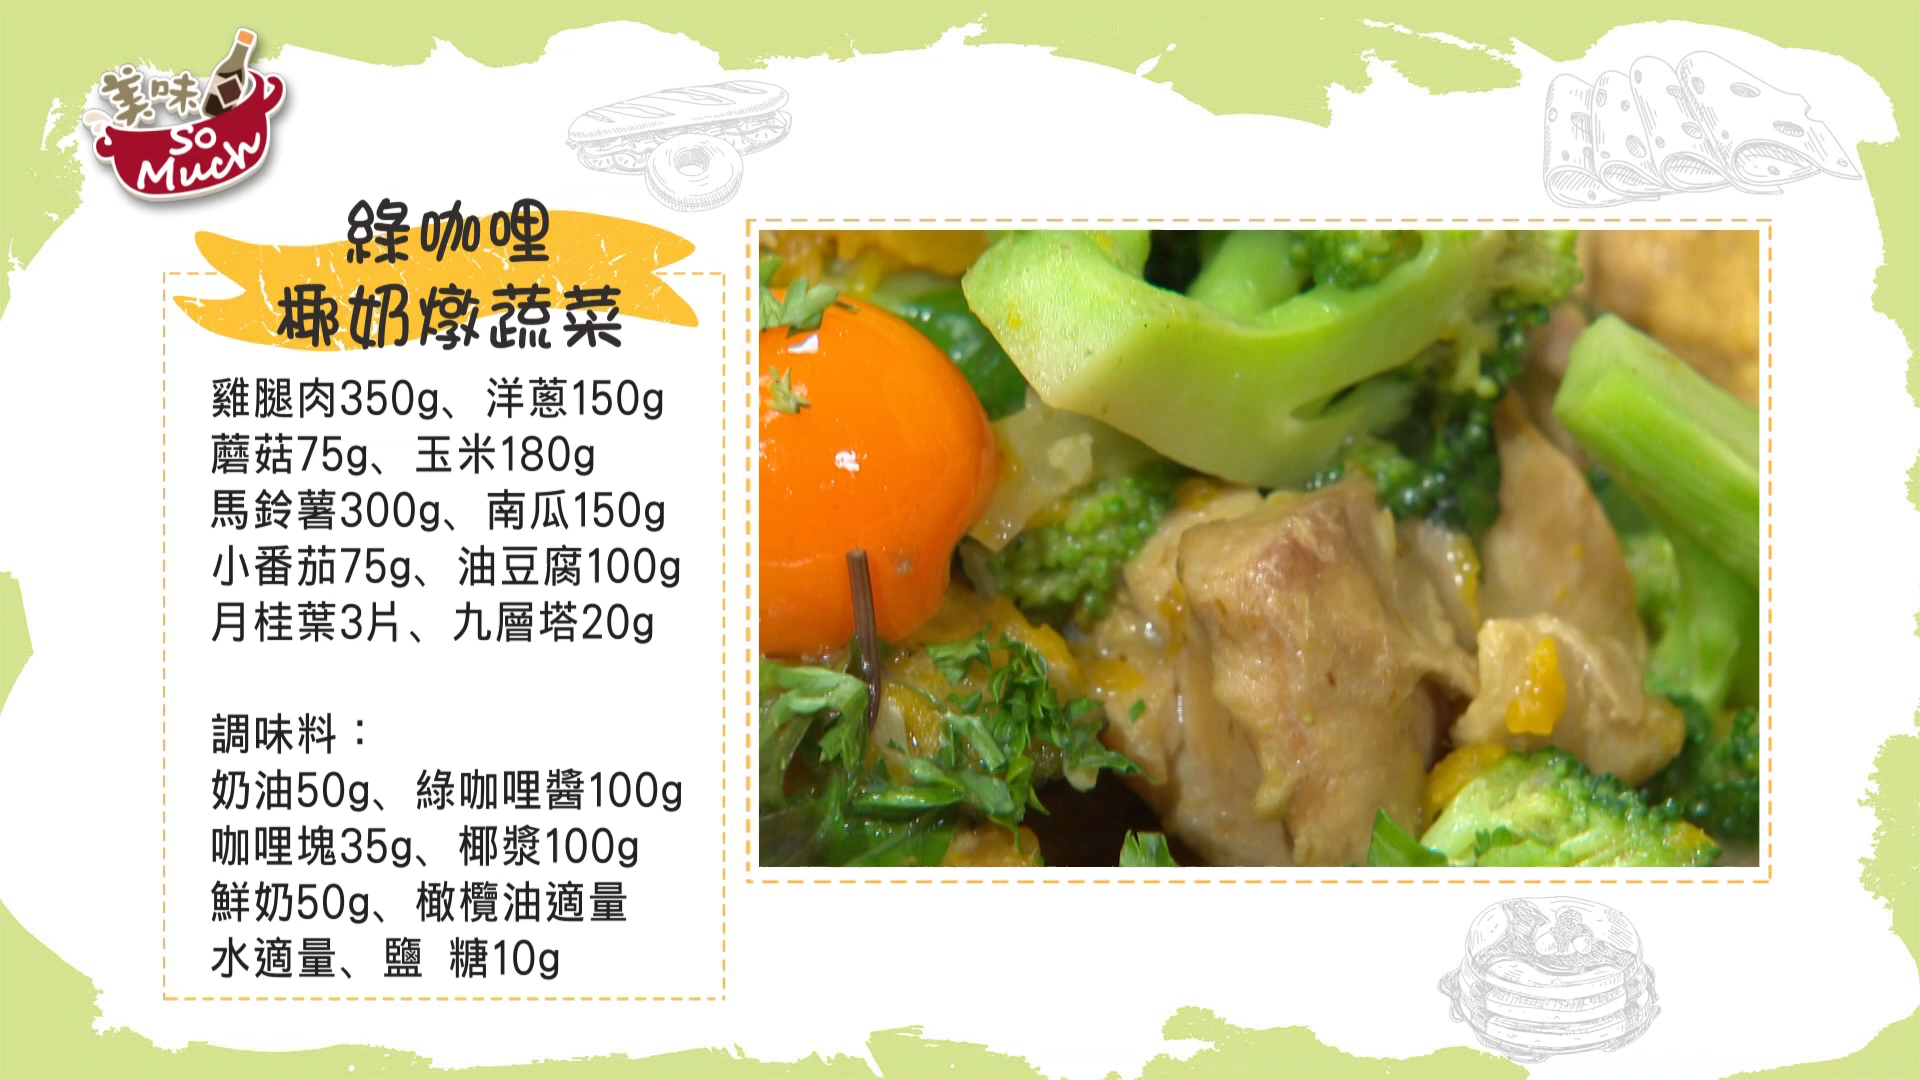 美味
So
Much
綠咖哩
椰奶燉蔬菜
雞腿肉350g、洋蔥150g
蘑菇75g、玉米180g
馬鈴薯300g、南瓜150g
小番茄75g、油豆腐100g
月桂葉3片、九層塔20g
調味料：
奶油50g、綠咖哩醬100g
咖哩塊35g、椰漿100g
鮮奶50g、橄欖油適量
水適量、鹽 糖10g